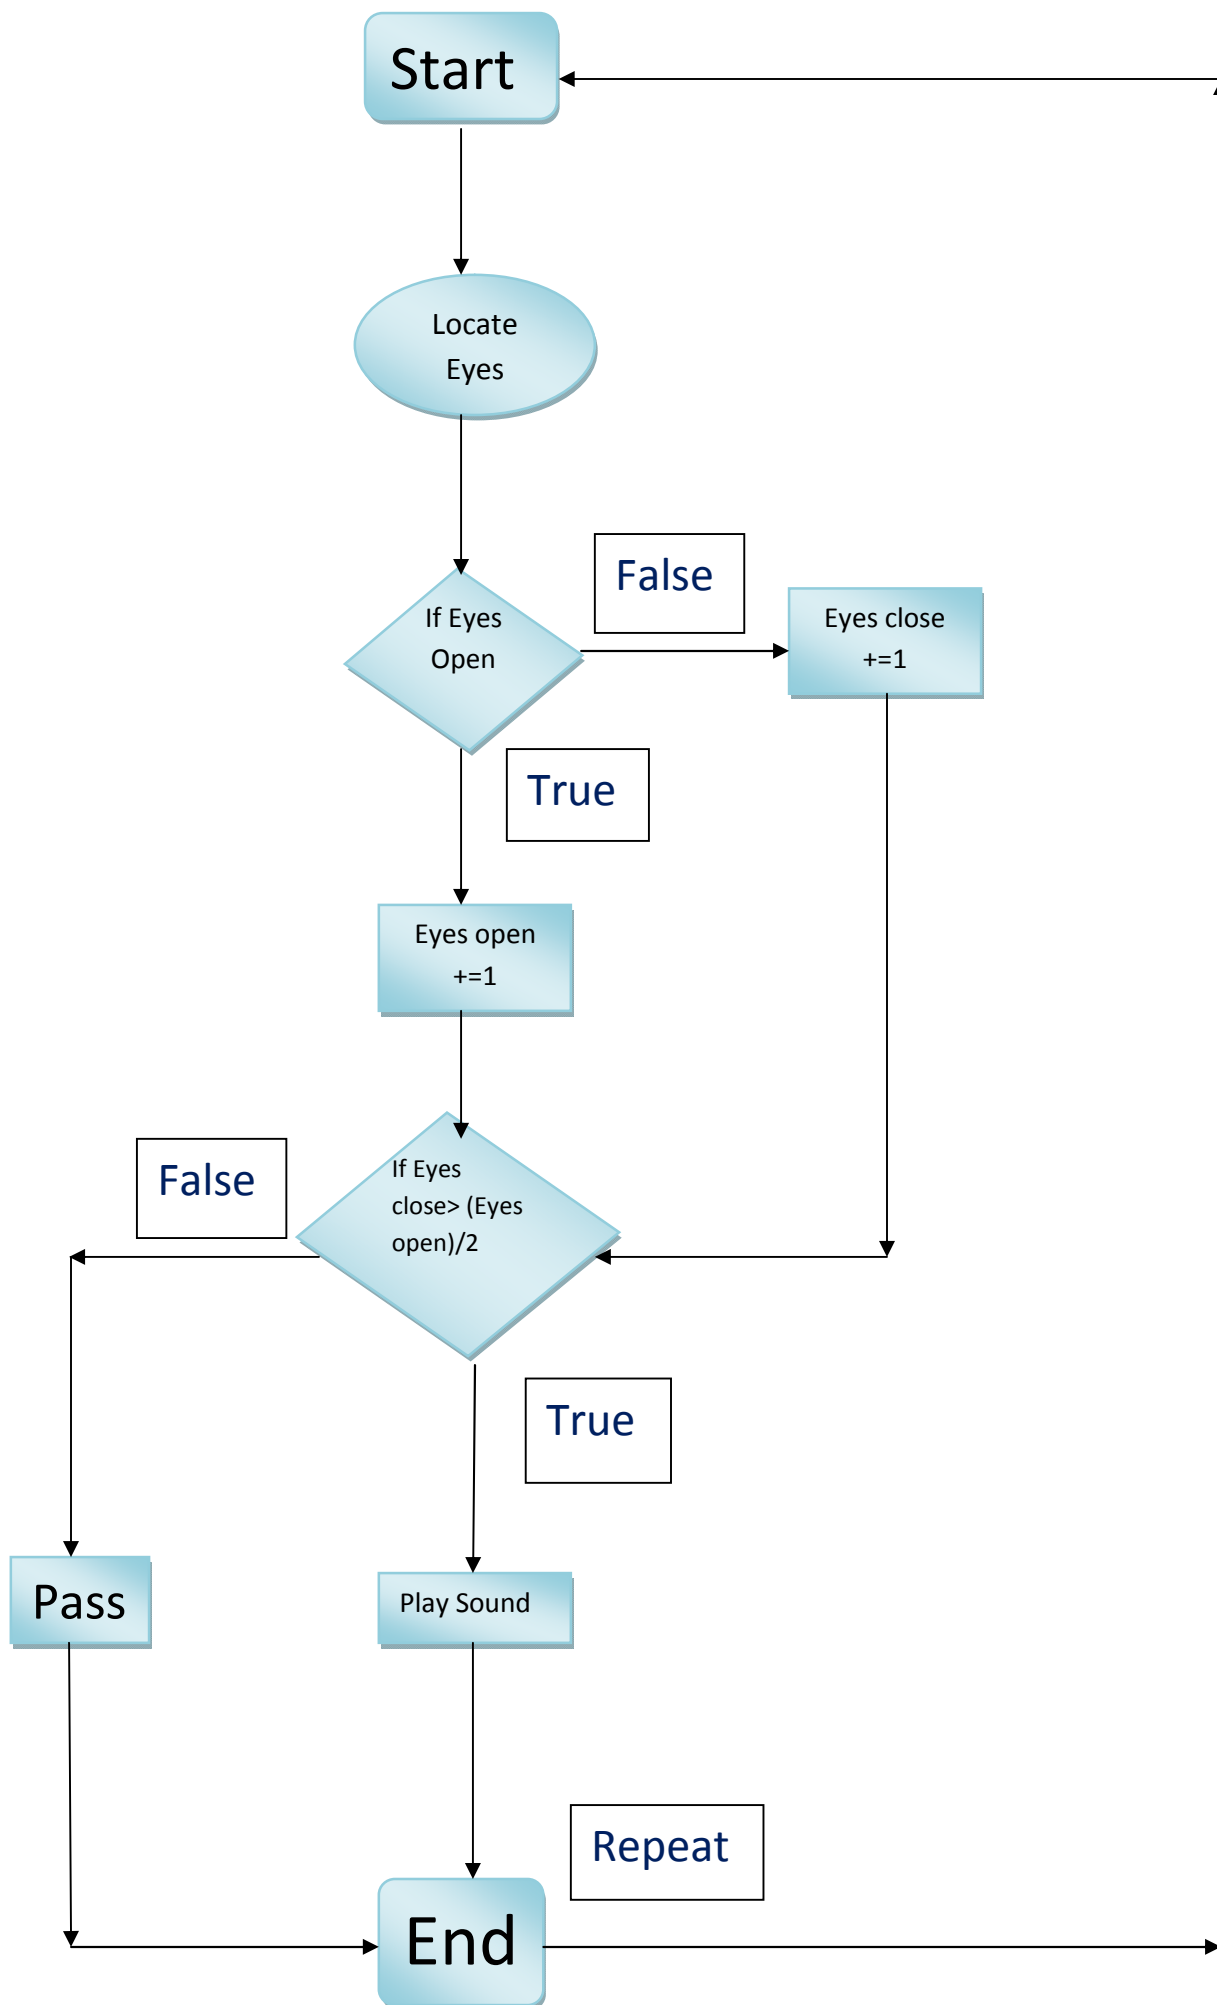 Start
Locate
Eyes
False
If Eyes
Open
Eyes close
+=1
True
Eyes open
+=1
False
If Eyes
close> (Eyes
open)/2
True
Pass
Play Sound
Repeat
End